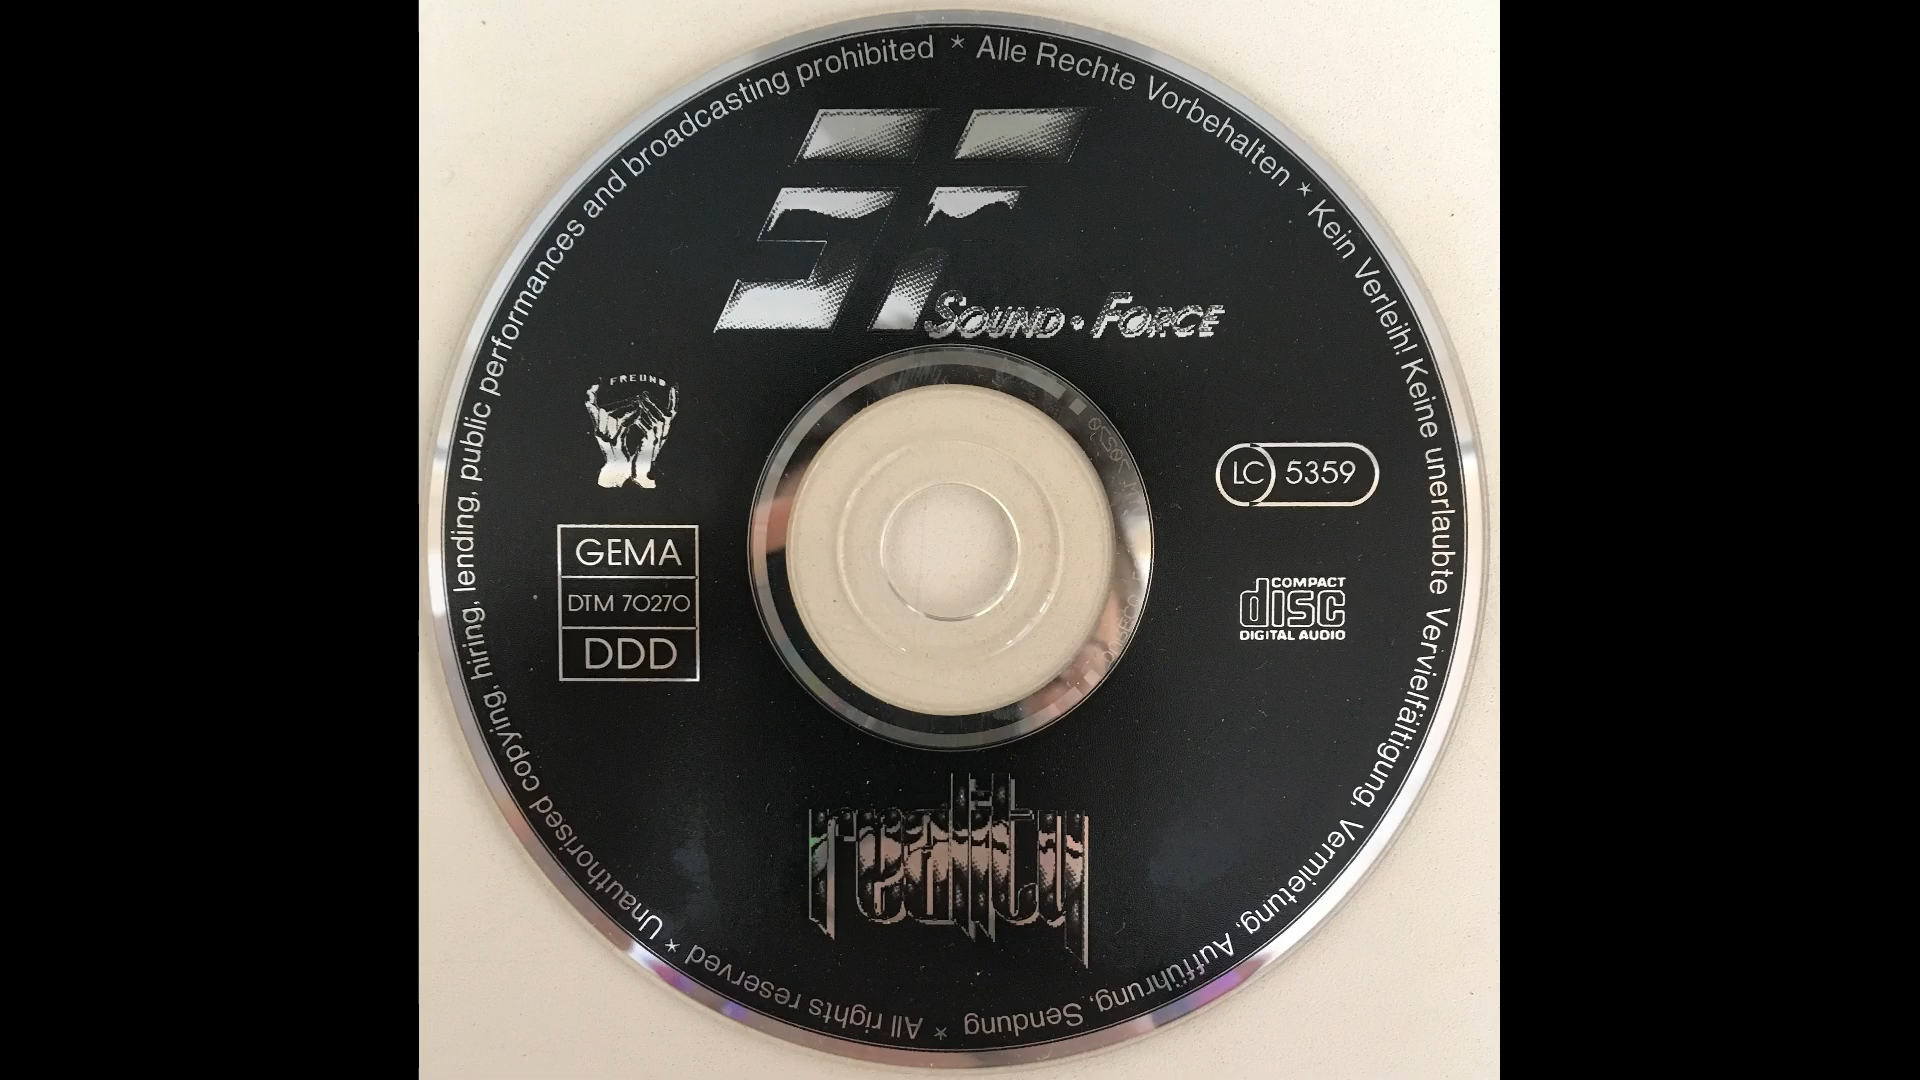 Unauthorised copying, hiring, lending, public performances and broadcasting prohibited * Alle Rechte Vorbehalten * Kein Verleih! Keine unerlaubte Vervielfältigung, Vermietung, Aufführung, Sendung * All rights reserved *
SF
SOUND • FORCE
FREUND
LC 5359
GEMA
DTM 70270
DDD
COMPACT
disc
DIGITAL AUDIO
reality